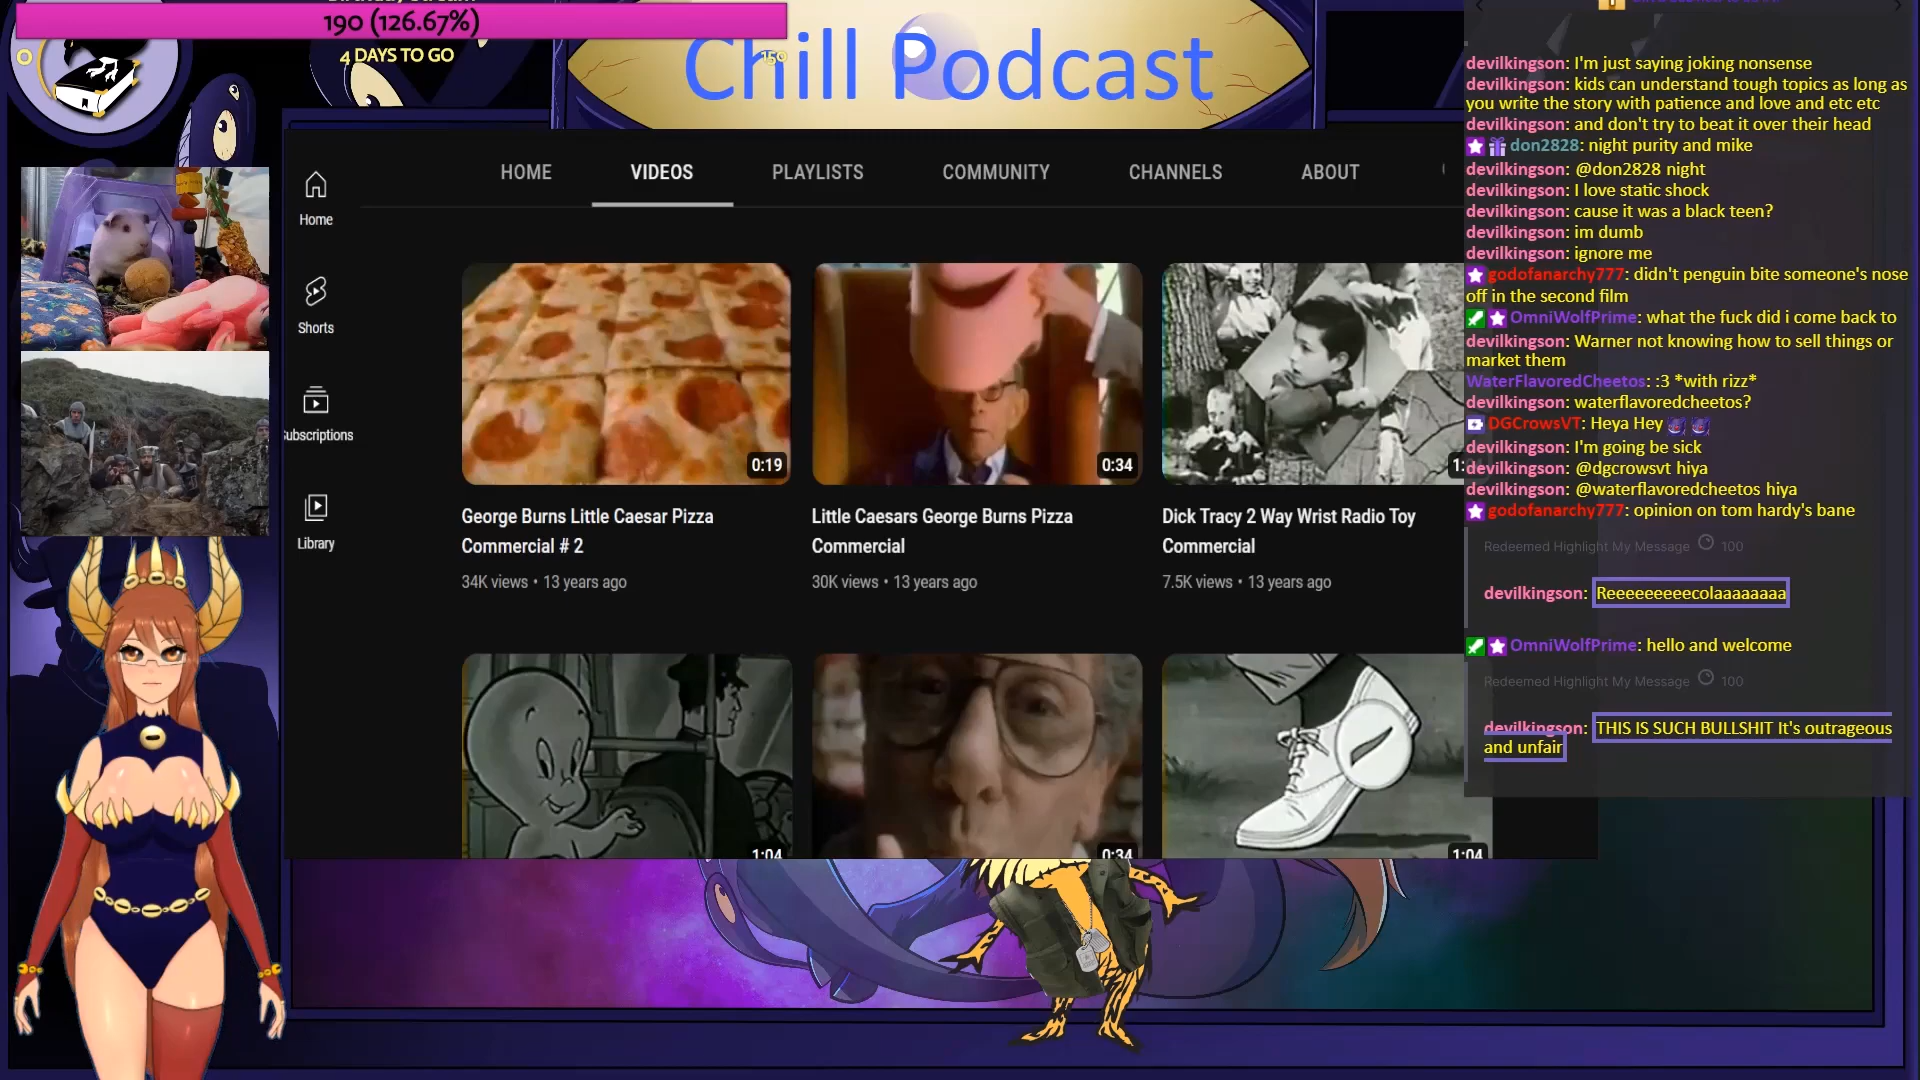 190 (126.67%)
4 DAYS TO GO
150
Chill Podcast
HOME
VIDEOS
PLAYLISTS
COMMUNITY
CHANNELS
ABOUT
Home
Shorts
Subscriptions
Library
0:19
0:34
George Burns Little Caesar Pizza
Commercial # 2
34K views • 13 years ago
Little Caesars George Burns Pizza
Commercial
30K views • 13 years ago
Dick Tracy 2 Way Wrist Radio Toy
Commercial
7.5K views • 13 years ago
1:04
0:34
1:04
devilkingson: I'm just saying joking nonsense
devilkingson: kids can understand tough topics as long as
you write the story with patience and love and etc etc
devilkingson: and don't try to beat it over their head
don2828: night purity and mike
devilkingson: @don2828 night
devilkingson: I love static shock
devilkingson: cause it was a black teen?
devilkingson: im dumb
devilkingson: ignore me
godofanarchy777: didn't penguin bite someone's nose
off in the second film
OmniWolfPrime: what the fuck did i come back to
devilkingson: Warner not knowing how to sell things or
market them
WaterFlavoredCheetos: :3 *with rizz*
devilkingson: waterflavoredcheetos?
DGCrowsVT: Heya Hey
devilkingson: I'm going be sick
devilkingson: @dgcrowsvt hiya
devilkingson: @waterflavoredcheetos hiya
godofanarchy777: opinion on tom hardy's bane
Redeemed Highlight My Message 100
devilkingson: Reeeeeeeeeecolaaaaaaaa
OmniWolfPrime: hello and welcome
Redeemed Highlight My Message 100
devilkingson: THIS IS SUCH BULLSHIT It's outrageous
and unfair